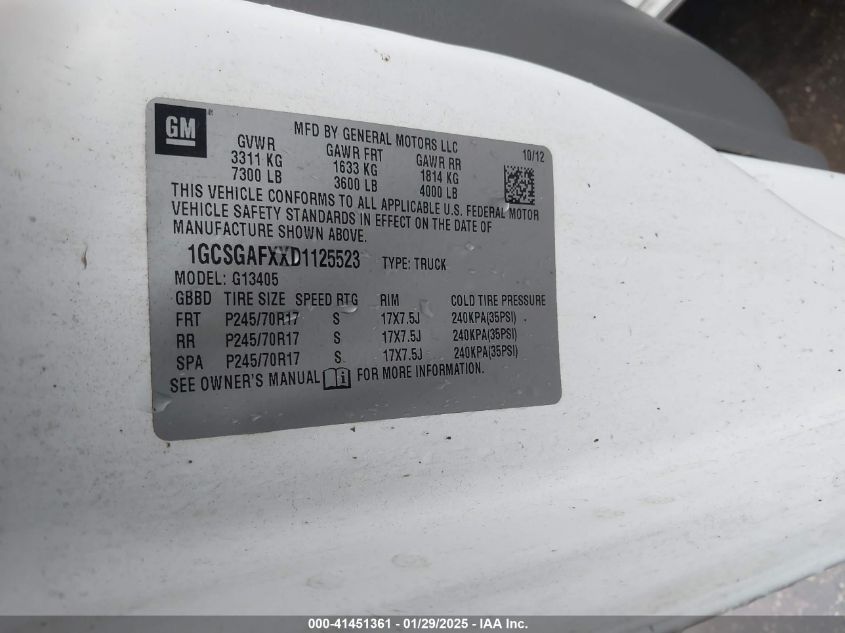 GM
MFD BY GENERAL MOTORS LLC 10/12
GVWR GAWR FRT GAWR RR
3311 KG 1633 KG 1814 KG
7300 LB 3600 LB 4000 LB
THIS VEHICLE CONFORMS TO ALL APPLICABLE U.S. FEDERAL MOTOR
VEHICLE SAFETY STANDARDS IN EFFECT ON THE DATE OF
MANUFACTURE SHOWN ABOVE.
1GCSGAFXXD1125523 TYPE: TRUCK
MODEL: G13405
GBBD TIRE SIZE SPEED RTG RIM COLD TIRE PRESSURE
FRT P245/70R17 S 17X7.5J 240KPA(35PSI)
RR P245/70R17 S 17X7.5J 240KPA(35PSI)
SPA P245/70R17 S 17X7.5J 240KPA(35PSI)
SEE OWNER'S MANUAL FOR MORE INFORMATION.
000-41451361 | 01/29/2025 | IAA Inc.